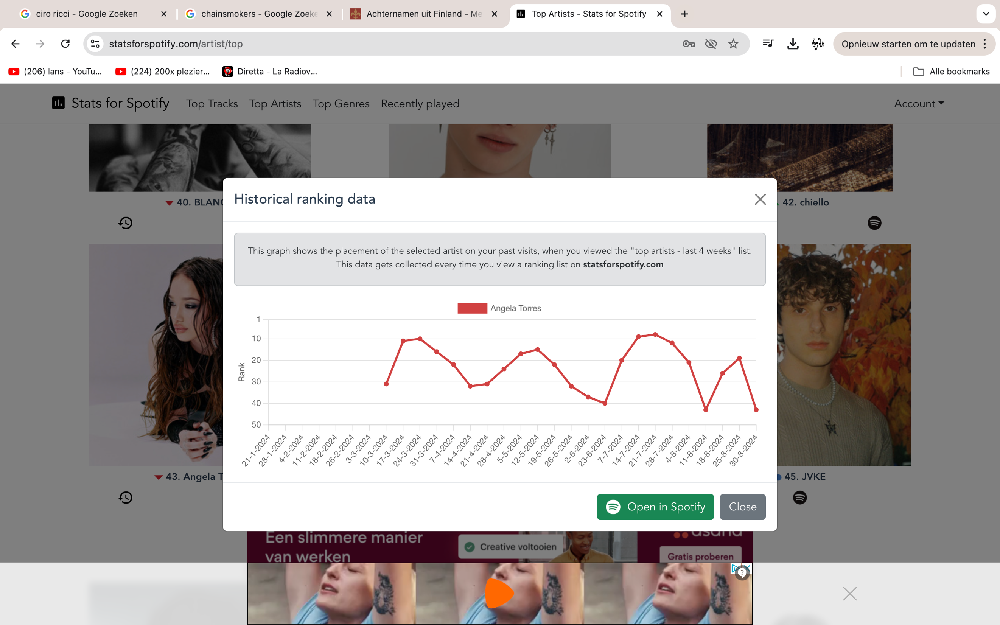 ciro ricci - Google Zoeken
chainsmokers - Google Zoeke
Achternamen uit Finland - Me
Top Artists - Stats for Spotify
statsforspotify.com/artist/top
Opnieuw starten om te updaten
(206) lans - YouTu...
(224) 200x plezier...
Diretta - La Radiov...
Alle bookmarks
Stats for Spotify
Top Tracks
Top Artists
Top Genres
Recently played
Account
40. BLANC
42. chiello
Historical ranking data
This graph shows the placement of the selected artist on your past visits, when you viewed the "top artists - last 4 weeks" list.
This data gets collected every time you view a ranking list on statsforspotify.com
Angela Torres
Rank
1
10
20
30
40
50
21-1-2024
28-1-2024
4-2-2024
11-2-2024
18-2-2024
26-2-2024
3-3-2024
10-3-2024
17-3-2024
24-3-2024
31-3-2024
7-4-2024
14-4-2024
21-4-2024
28-4-2024
5-5-2024
12-5-2024
19-5-2024
26-5-2024
2-6-2024
23-6-2024
7-7-2024
14-7-2024
21-7-2024
28-7-2024
4-8-2024
11-8-2024
18-8-2024
25-8-2024
30-8-2024
43. Angela T
45. JVKE
Open in Spotify
Close
Een slimmere manier
van werken
Creative voltooien
asana
Gratis proberen